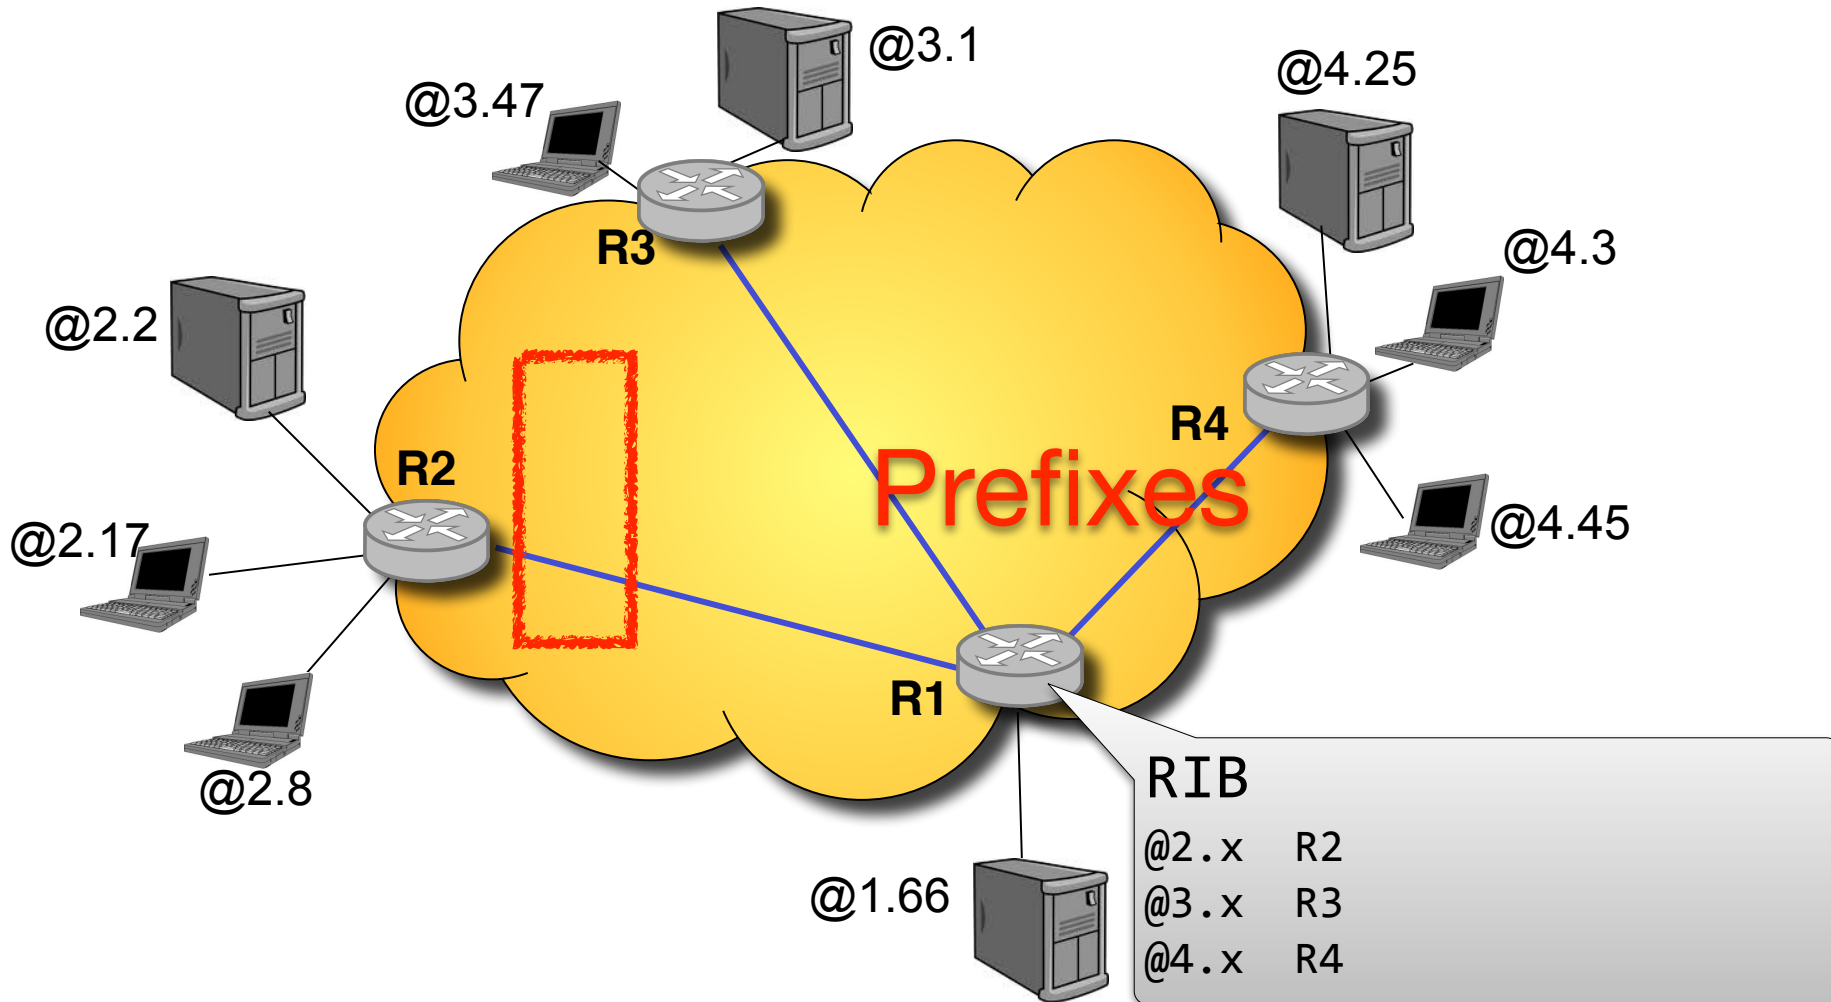 @3.1
@3.47
@4.25
R3
@4.3
@2.2
R4
R2
Prefixes
@2.17
@4.45
R1
@2.8
RIB
@2.x R2
@1.66
@3.x R3
@4.x R4